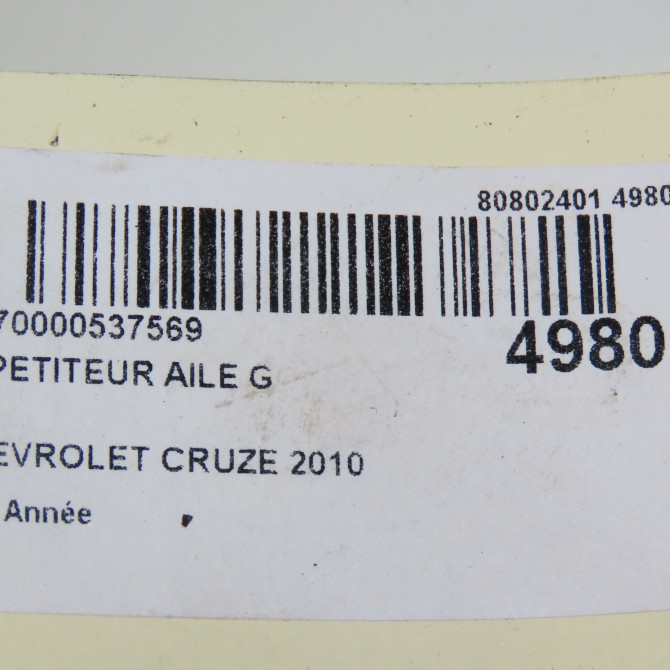 80802401 4980
70000537569
4980
PETITEUR AILE G
EVROLET CRUZE 2010
Année